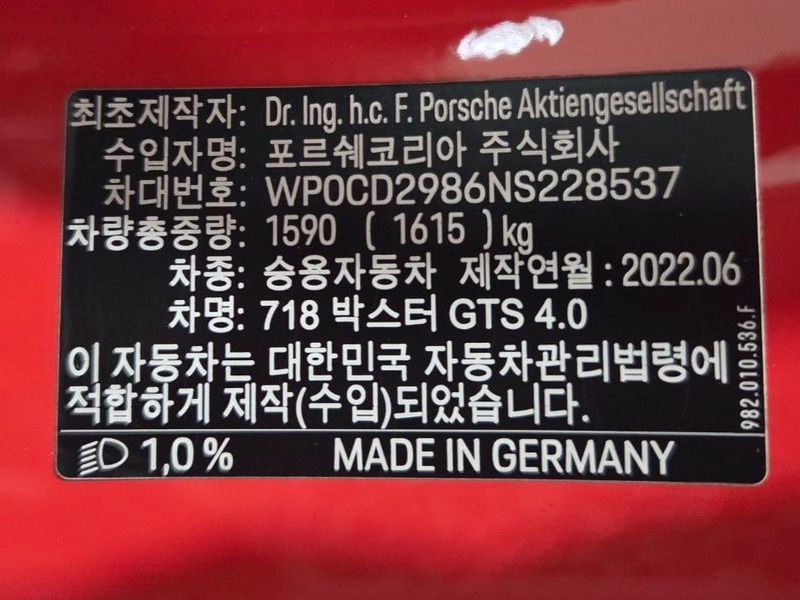 최초제작자: Dr. Ing. h.c. F. Porsche Aktiengesellschaft
수입자명: 포르쉐코리아 주식회사
차대번호: WP0CD2986NS228537
차량총중량: 1590 ( 1615 ) kg
차종: 승용자동차 제작연월 : 2022.06
차명: 718 박스터 GTS 4.0
이 자동차는 대한민국 자동차관리법령에
적합하게 제작(수입)되었습니다.
982.010.536.F
1,0 % MADE IN GERMANY